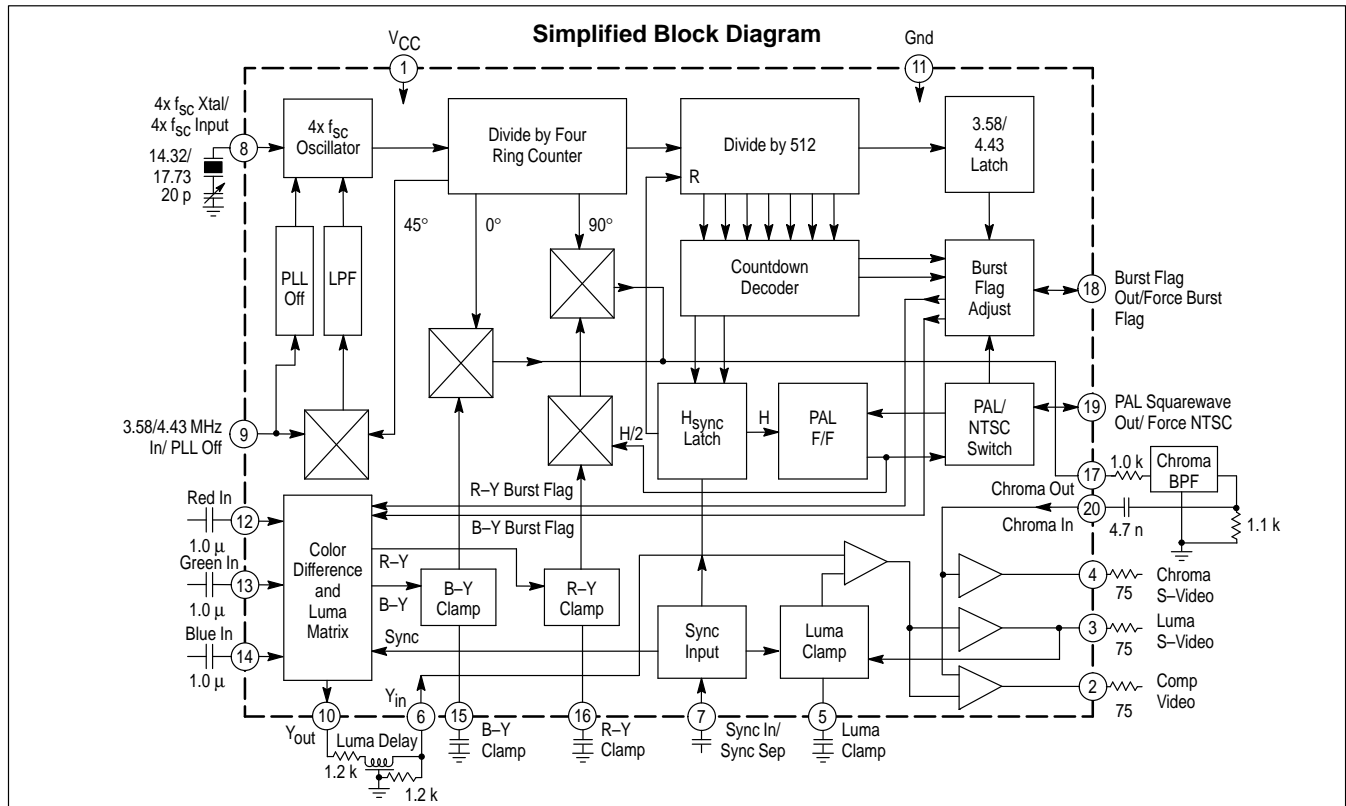 Simplified Block Diagram
VCC
1
Gnd
11
4x fsc Xtal/
4x fsc Input
8
14.32/
17.73
20 p
4x fsc
Oscillator
Divide by Four
Ring Counter
Divide by 512
R
3.58/
4.43
Latch
45°
0°
90°
PLL
Off
LPF
Countdown
Decoder
Burst
Flag
Adjust
18
Burst Flag
Out/Force Burst
Flag
3.58/4.43 MHz
In/ PLL Off
9
H/2
Hsync
Latch
H
PAL
F/F
PAL/
NTSC
Switch
19
PAL Squarewave
Out/ Force NTSC
17
1.0 k
Chroma
BPF
Chroma Out
20
Chroma In
4.7 n
1.1 k
R–Y Burst Flag
B–Y Burst Flag
Red In
12
1.0 µ
Green In
13
1.0 µ
Blue In
14
1.0 µ
Color
Difference
and
Luma
Matrix
R–Y
B–Y
Sync
B–Y
Clamp
R–Y
Clamp
Sync
Input
Luma
Clamp
4
75
Chroma
S–Video
3
75
Luma
S–Video
2
75
Comp
Video
10
Yout
Yin
6
15
B–Y
Clamp
16
R–Y
Clamp
7
Sync In/
Sync Sep
5
Luma
Clamp
Luma Delay
1.2 k
1.2 k